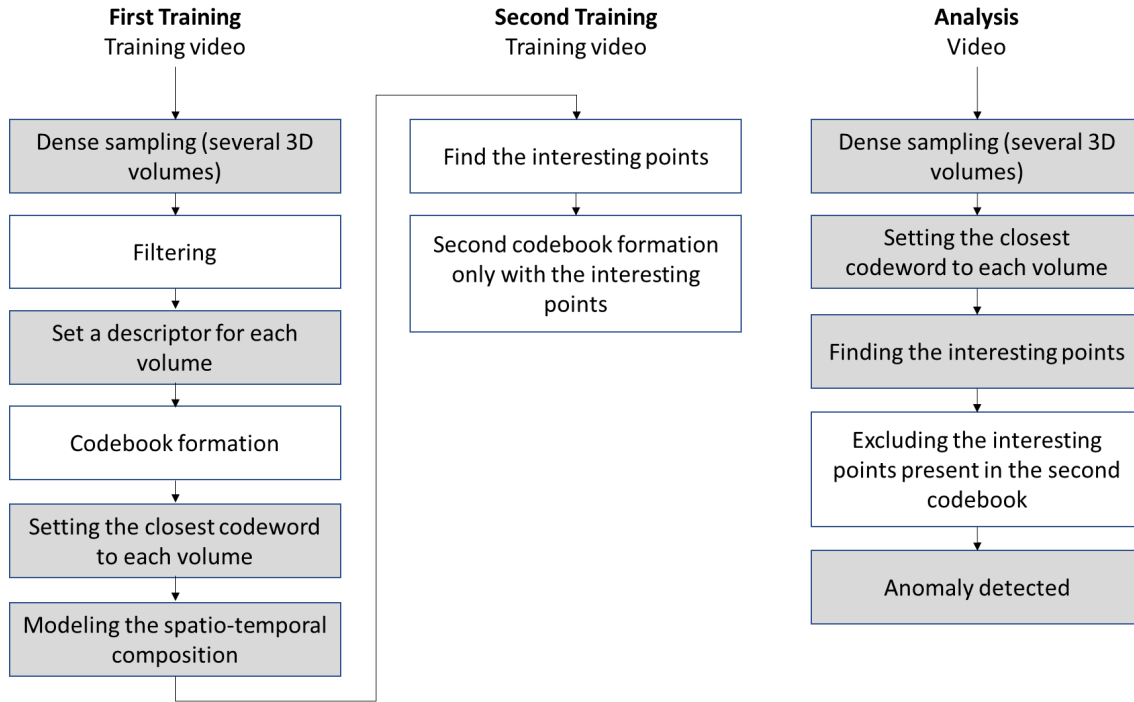 First Training
Training video
Dense sampling (several 3D
volumes)
Filtering
Set a descriptor for each
volume
Codebook formation
Setting the closest codeword
to each volume
Modeling the spatio-temporal
composition
Second Training
Training video
Find the interesting points
Second codebook formation
only with the interesting
points
Analysis
Video
Dense sampling (several 3D
volumes)
Setting the closest
codeword to each volume
Finding the interesting points
Excluding the interesting
points present in the second
codebook
Anomaly detected